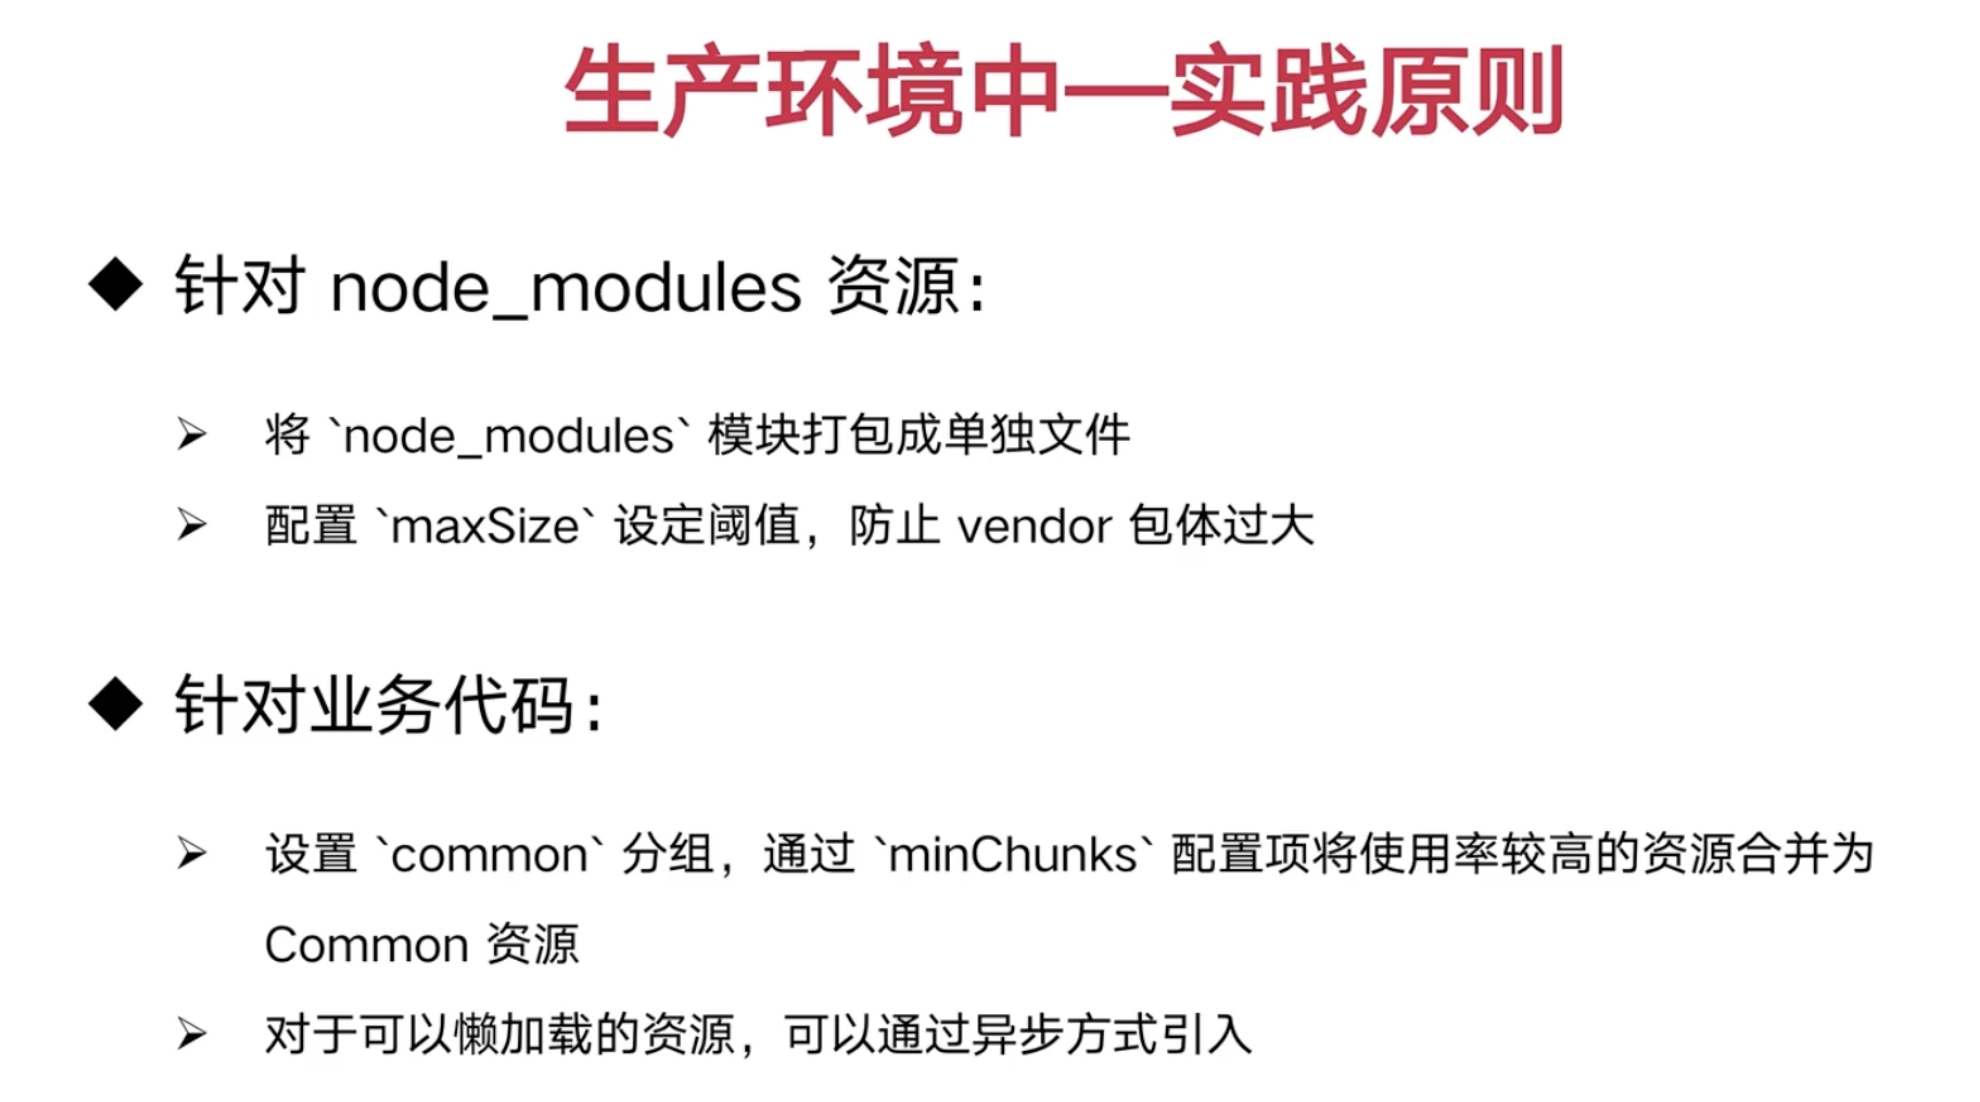 生产环境中—实践原则
◆ 针对 node_modules 资源：
➢ 将 `node_modules` 模块打包成单独文件
➢ 配置 `maxSize` 设定阈值，防止 vendor 包体过大
◆ 针对业务代码：
➢ 设置 `common` 分组，通过 `minChunks` 配置项将使用率较高的资源合并为
Common 资源
➢ 对于可以懒加载的资源，可以通过异步方式引入